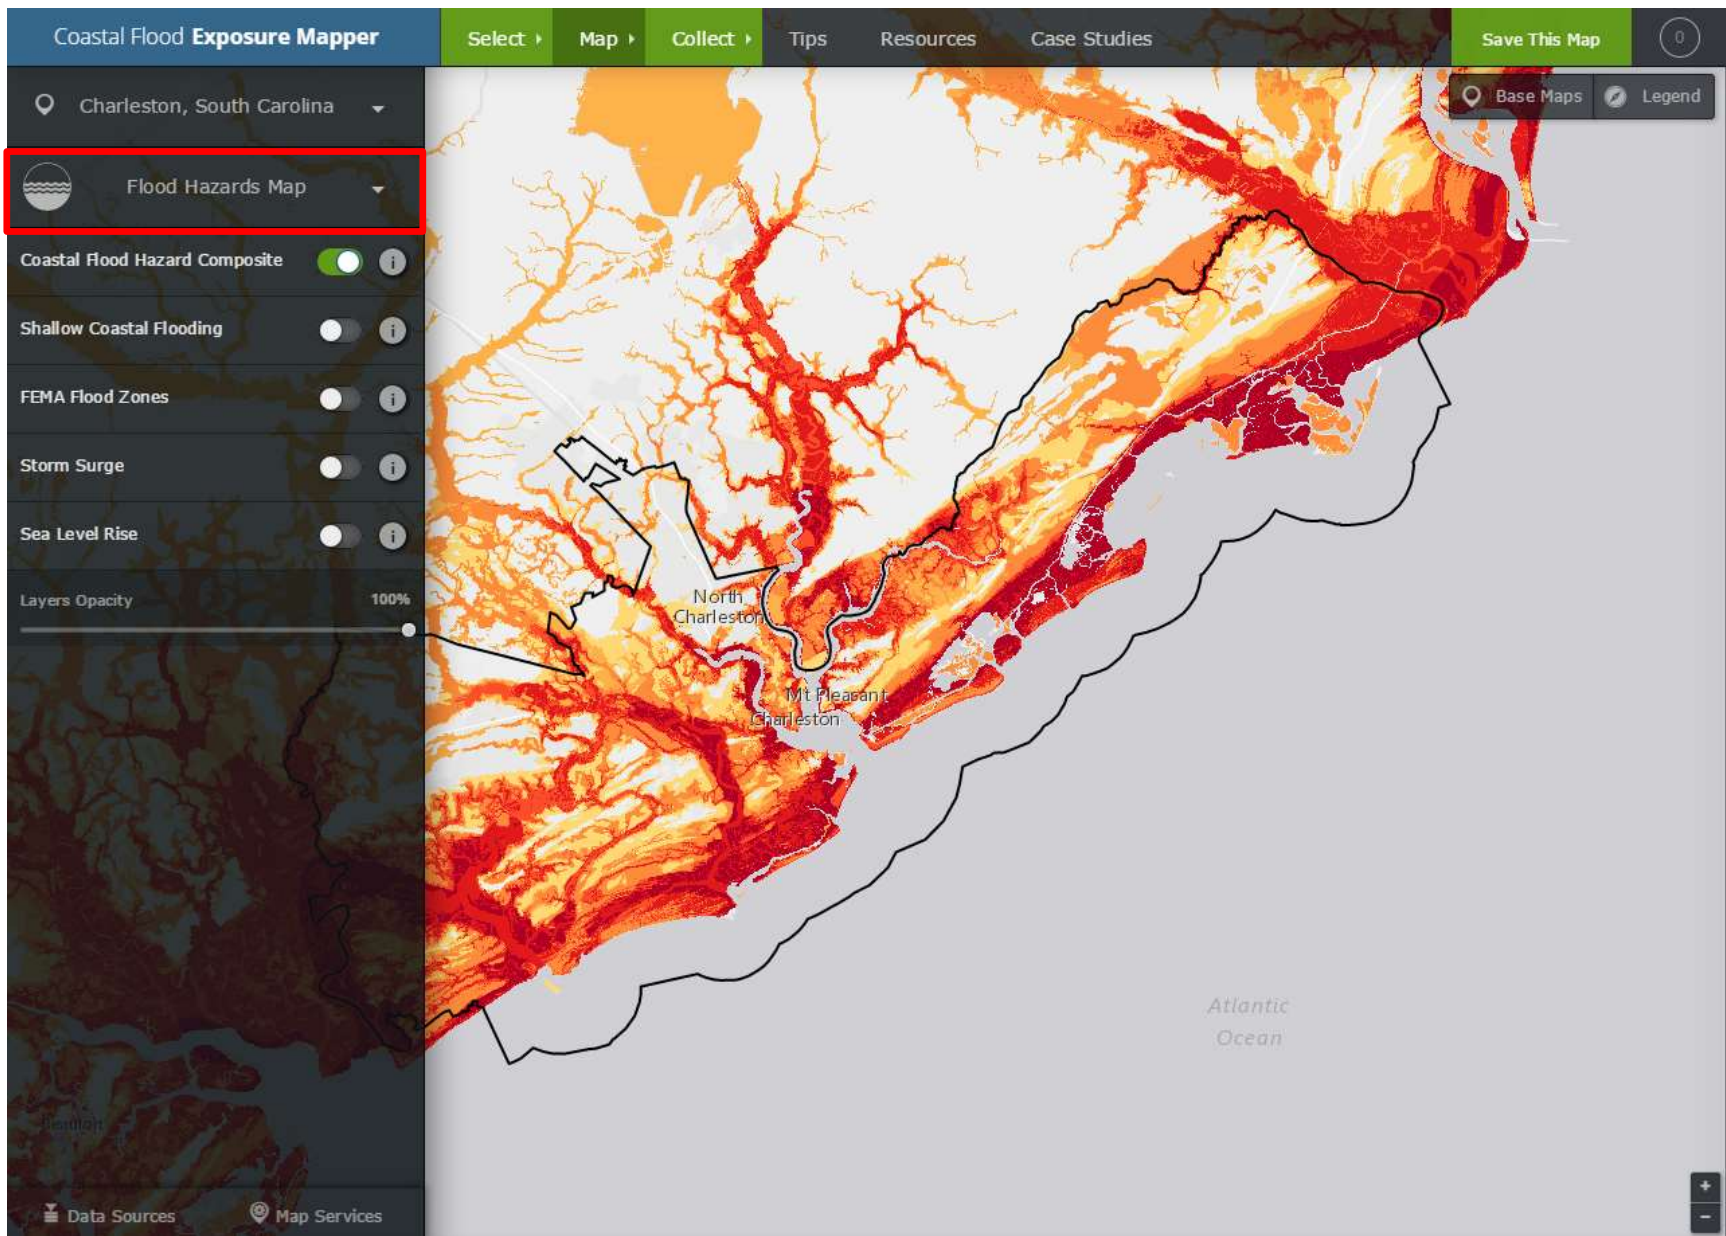 Coastal Flood Exposure Mapper
Select Map Collect Tips Resources Case Studies
Save This Map
0
Charleston, South Carolina
Base Maps
Legend
Flood Hazards Map
Coastal Flood Hazard Composite
i
Shallow Coastal Flooding
i
FEMA Flood Zones
i
Storm Surge
i
Sea Level Rise
i
Layers Opacity 100%
North
Charleston
Mt Pleasant
Charleston
Atlantic
Ocean
+
−
Data Sources
Map Services